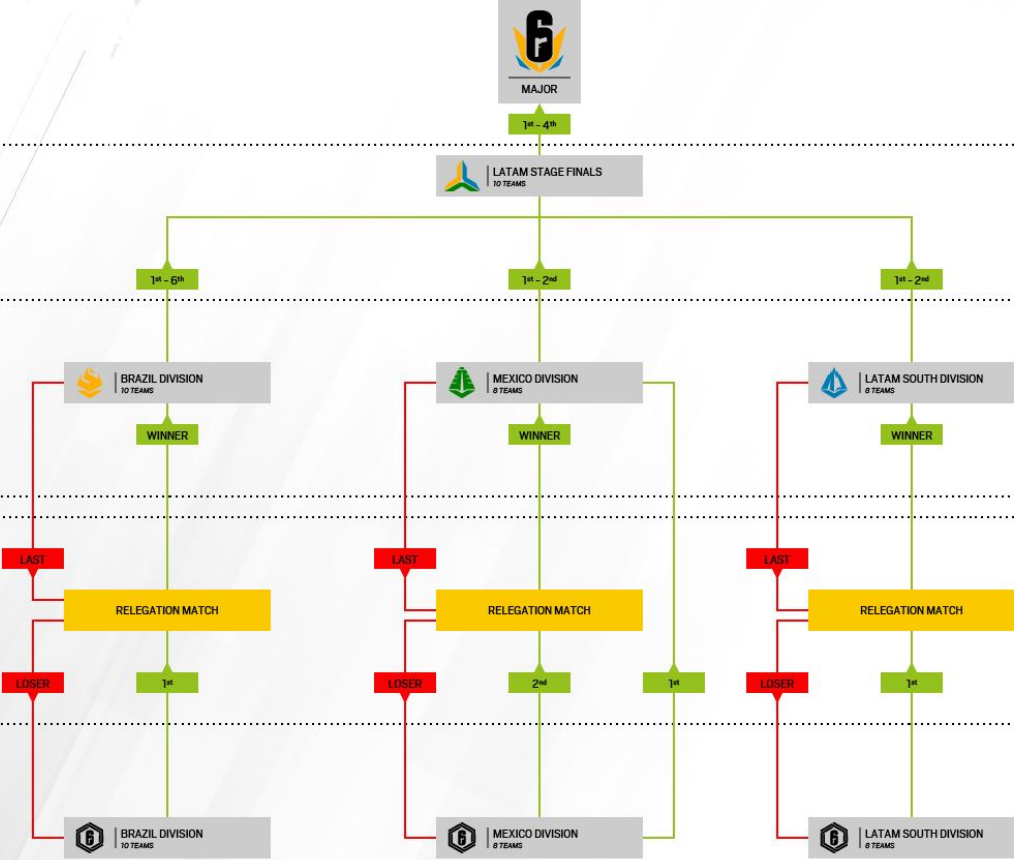 MAJOR
1st - 4th
LATAM STAGE FINALS
10 TEAMS
1st - 6th
1st - 2nd
1st - 2nd
BRAZIL DIVISION
10 TEAMS
MEXICO DIVISION
8 TEAMS
LATAM SOUTH DIVISION
8 TEAMS
WINNER
WINNER
WINNER
LAST
LAST
LAST
RELEGATION MATCH
RELEGATION MATCH
RELEGATION MATCH
LOSER
1st
LOSER
2nd
1st
LOSER
1st
BRAZIL DIVISION
10 TEAMS
MEXICO DIVISION
8 TEAMS
LATAM SOUTH DIVISION
8 TEAMS